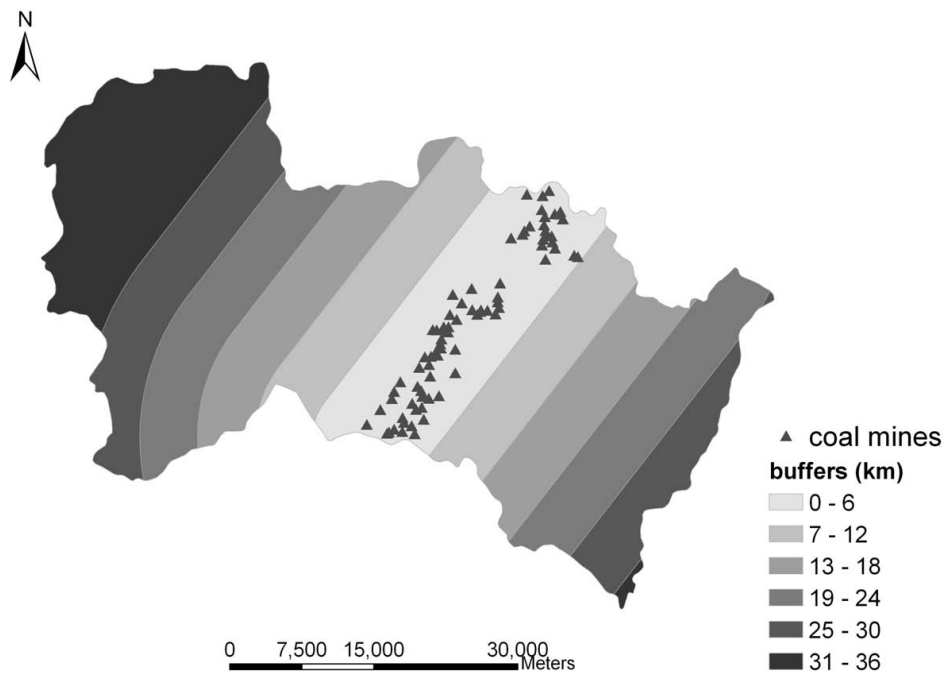 N
coal mines
buffers (km)
0 - 6
7 - 12
13 - 18
19 - 24
25 - 30
31 - 36
0 7,500 15,000 30,000
Meters